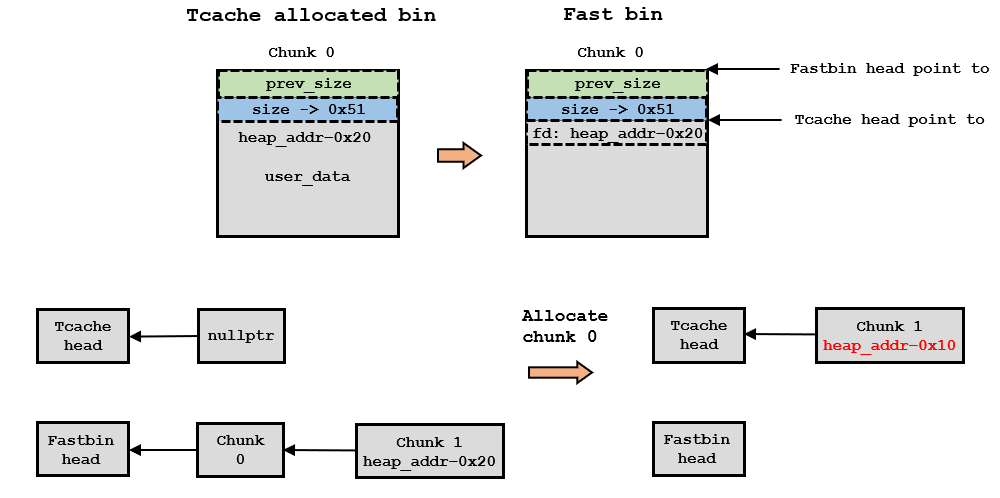 Tcache allocated bin
Fast bin
Chunk 0
Chunk 0
prev_size
size -> 0x51
heap_addr-0x20
user_data
prev_size
size -> 0x51
fd: heap_addr-0x20
Fastbin head point to
Tcache head point to
Tcache
head
nullptr
Allocate
chunk 0
Tcache
head
Chunk 1
heap_addr-0x10
Fastbin
head
Chunk
0
Chunk 1
heap_addr-0x20
Fastbin
head